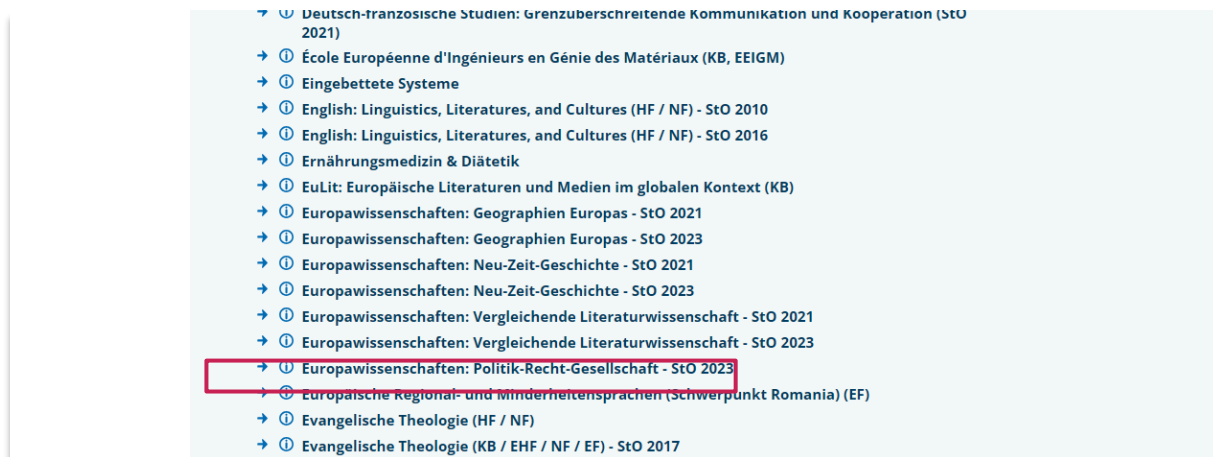 Deutsch-französische Studien: Grenzüberschreitende Kommunikation und Kooperation (StO
2021)
École Européenne d'Ingénieurs en Génie des Matériaux (KB, EEIGM)
Eingebettete Systeme
English: Linguistics, Literatures, and Cultures (HF / NF) - StO 2010
English: Linguistics, Literatures, and Cultures (HF / NF) - StO 2016
Ernährungsmedizin & Diätetik
EuLit: Europäische Literaturen und Medien im globalen Kontext (KB)
Europawissenschaften: Geographien Europas - StO 2021
Europawissenschaften: Geographien Europas - StO 2023
Europawissenschaften: Neu-Zeit-Geschichte - StO 2021
Europawissenschaften: Neu-Zeit-Geschichte - StO 2023
Europawissenschaften: Vergleichende Literaturwissenschaft - StO 2021
Europawissenschaften: Vergleichende Literaturwissenschaft - StO 2023
Europawissenschaften: Politik-Recht-Gesellschaft - StO 2023
Europäische Regional- und Minderheitensprachen (Schwerpunkt Romania) (EF)
Evangelische Theologie (HF / NF)
Evangelische Theologie (KB / EHF / NF / EF) - StO 2017